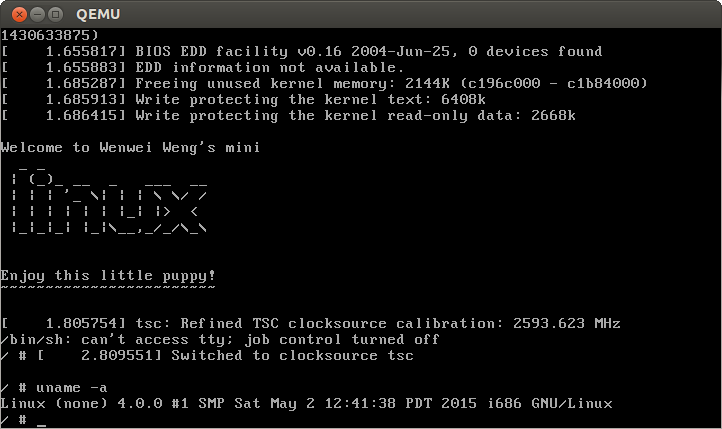 QEMU
1430633875)
[    1.655817] BIOS EDD facility v0.16 2004-Jun-25, 0 devices found
[    1.655883] EDD information not available.
[    1.685287] Freeing unused kernel memory: 2144K (c196c000 - c1b84000)
[    1.685913] Write protecting the kernel text: 6408k
[    1.686415] Write protecting the kernel read-only data: 2668k
Welcome to Wenwei Weng's mini
linux
Enjoy this little puppy!
~~~~~~~~~~~~~~~~~~~~~~~~
[    1.805754] tsc: Refined TSC clocksource calibration: 2593.623 MHz
/bin/sh: can't access tty; job control turned off
/ # [    2.809551] Switched to clocksource tsc
/ # uname -a
Linux (none) 4.0.0 #1 SMP Sat May 2 12:41:38 PDT 2015 i686 GNU/Linux
/ # _